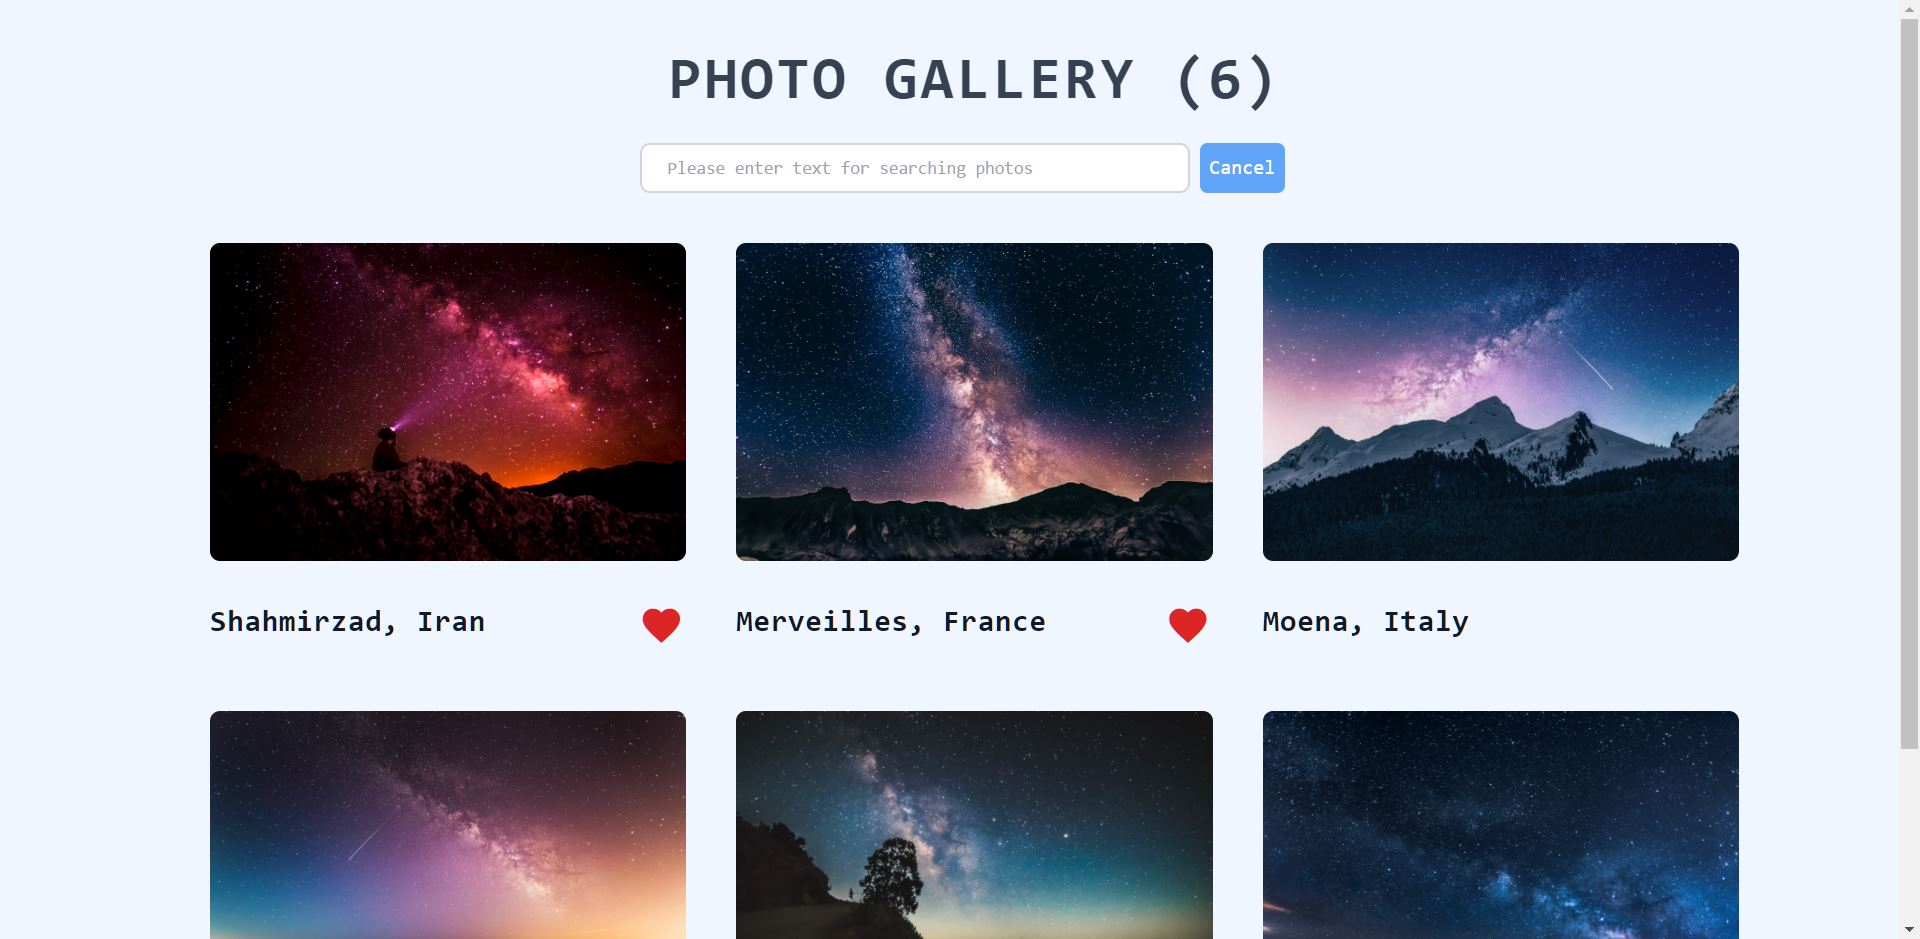 PHOTO GALLERY (6)
Please enter text for searching photos
Cancel
Shahmirzad, Iran
Merveilles, France
Moena, Italy